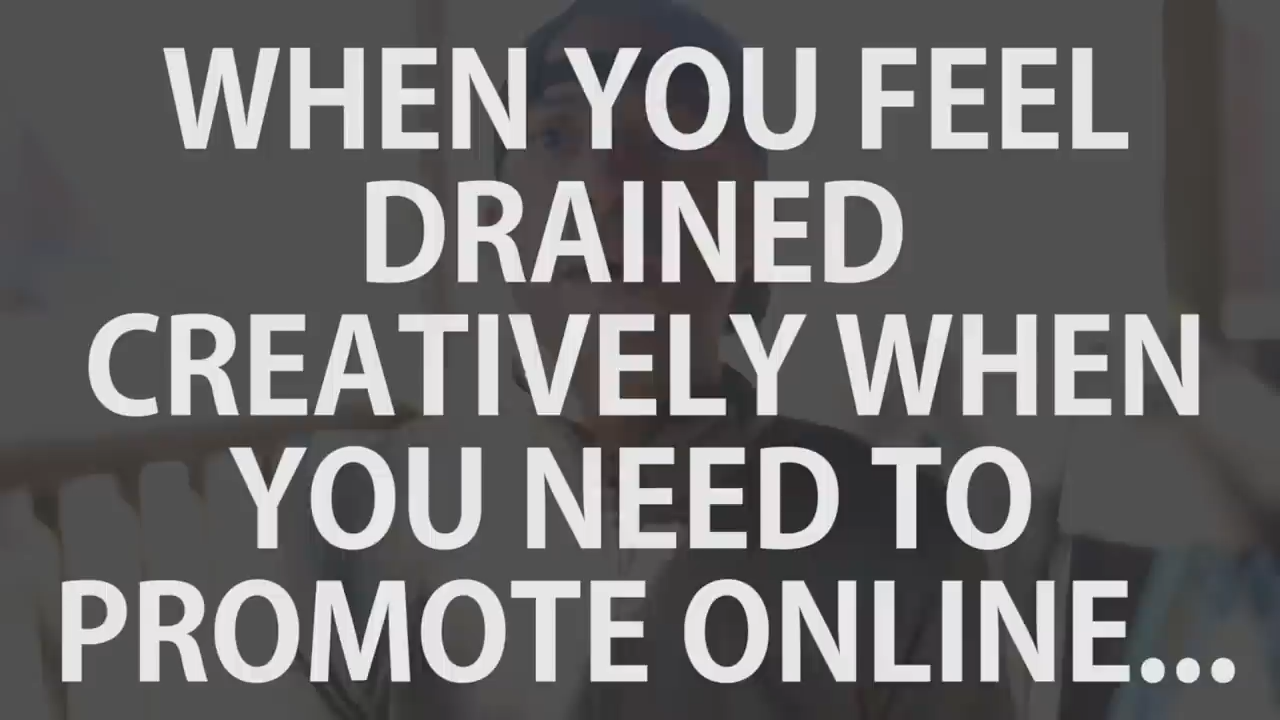 WHEN YOU FEEL
DRAINED
CREATIVELY WHEN
YOU NEED TO
PROMOTE ONLINE...